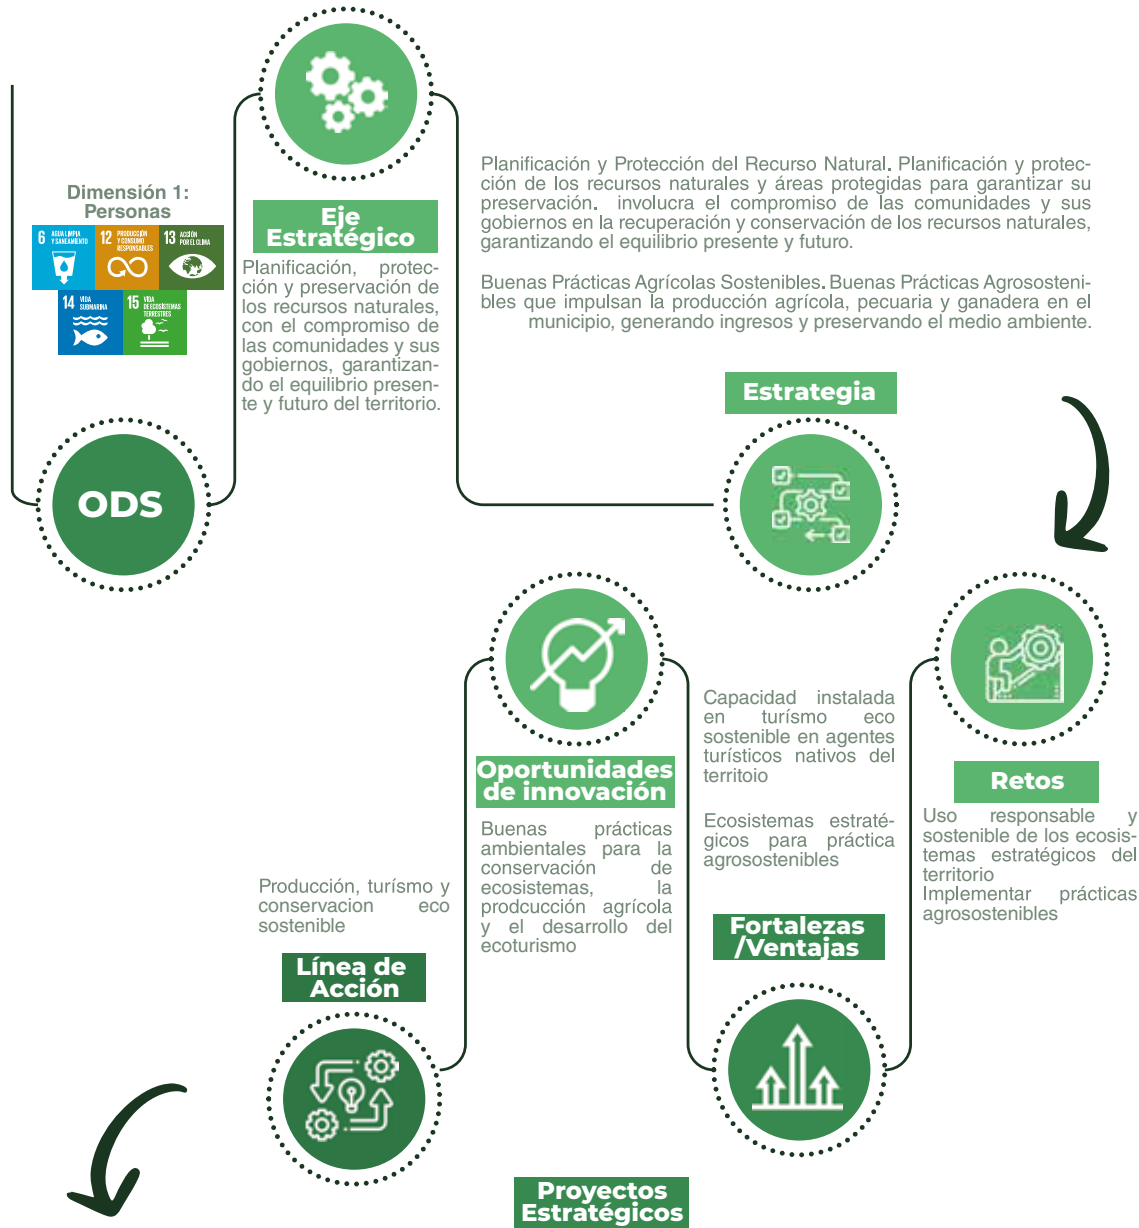 Dimensión 1:
Personas
6 AGUA LIMPIA
Y SANEAMIENTO
12 PRODUCCIÓN
Y CONSUMO
RESPONSABLES
13 ACCIÓN
POR EL CLIMA
14 VIDA
SUBMARINA
15 VIDA
DE ECOSISTEMAS
TERRESTRES
ODS
Eje
Estratégico
Planificación, protec-
ción y preservación de
los recursos naturales,
con el compromiso de
las comunidades y sus
gobiernos, garantizan-
do el equilibrio presen-
te y futuro del territorio.
Planificación y Protección del Recurso Natural. Planificación y protec-
ción de los recursos naturales y áreas protegidas para garantizar su
preservación. involucra el compromiso de las comunidades y sus
gobiernos en la recuperación y conservación de los recursos naturales,
garantizando el equilibrio presente y futuro.
Buenas Prácticas Agrícolas Sostenibles. Buenas Prácticas Agrososteni-
bles que impulsan la producción agrícola, pecuaria y ganadera en el
municipio, generando ingresos y preservando el medio ambiente.
Estrategia
Retos
Uso responsable y
sostenible de los ecosis-
temas estratégicos del
territorio
Implementar prácticas
agrosostenibles
Capacidad instalada
en turísmo eco
sostenible en agentes
turísticos nativos del
territoio
Ecosistemas estraté-
gicos para práctica
agrosostenibles
Fortalezas
/Ventajas
Oportunidades
de innovación
Buenas prácticas
ambientales para la
conservación de
ecosistemas, la
prodcucción agrícola
y el desarrollo del
ecoturismo
Producción, turísmo y
conservacion eco
sostenible
Línea de
Acción
Proyectos
Estratégicos